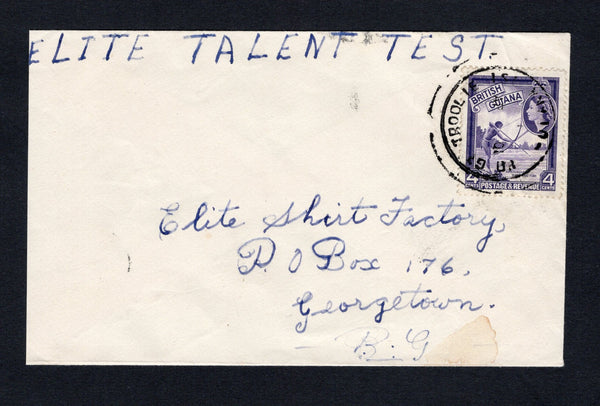 ELITE TALENT TEST.
BRITISH
GUIANA
4 CENTS POSTAGE & REVENUE 4 CENTS
Elite Shirt Factory,
P O Box 176,
Georgetown.
B.G